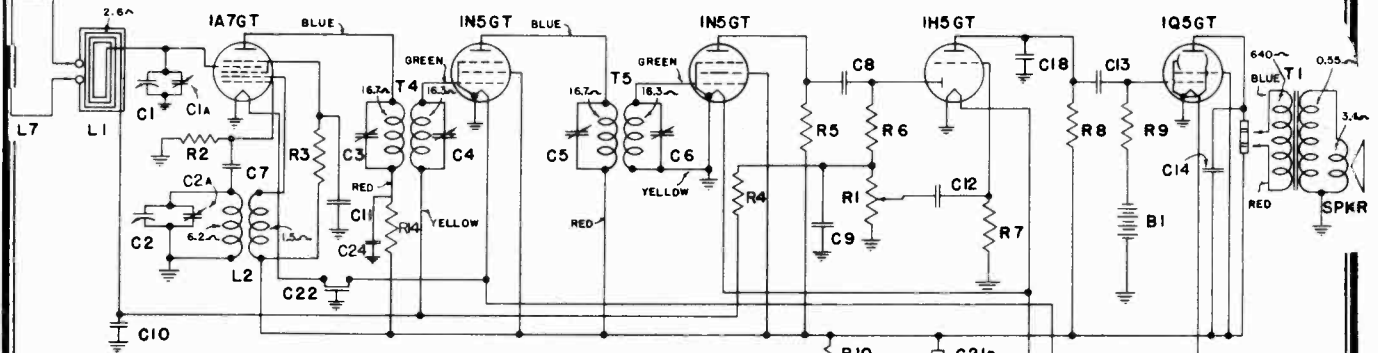 2.6~
1A7GT
BLUE
1N5GT
BLUE
1N5GT
1H5GT
1Q5GT
L7
L1
C1
C1A
GREEN
T4
16.7~
16.3~
T5
GREEN
16.7~
16.3~
C8
C18
C13
640~
BLUE
T1
0.55~
3.4~
R2
C7
R3
C3
C4
C5
C6
R5
R6
R8
R9
C14
RED
SPKR
C2A
C2
6.2~
1.5~
L2
RED
C11
R14
C24
YELLOW
RED
YELLOW
R4
C9
R1
C12
R7
B1
C22
C10
R10